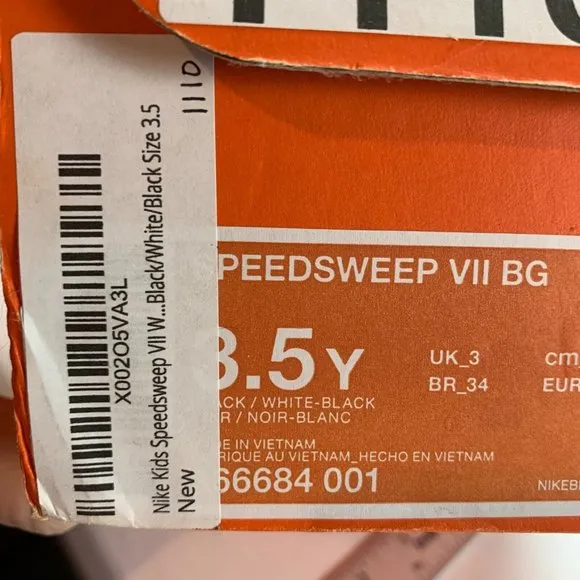 1110
X002O5VA3L
Nike Kids Speedsweep VII W...Black/White/Black Size 3.5
New
PEEDSWEEP VII BG
3.5Y
UK_3
cm
BR_34
EUR
ACK / WHITE-BLACK
R / NOIR-BLANC
DE IN VIETNAM
RIQUE AU VIETNAM_HECHO EN VIETNAM
66684 001
NIKEB